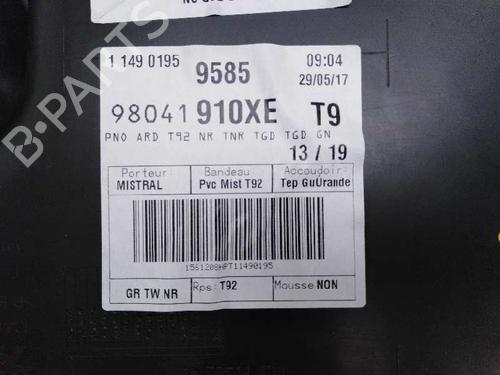 1 149 0195 9585 09:04
29/05/17
98041 910XE T9
PNO ARD T92 NR TNR TGD TGD GN
13 / 19
Porteur: Bandeau: Accoudoir:
MISTRAL Pvc Mist T92 Tep GuUrande
1561208HPT11490195
GR TW NR Rps: T92 Mousse NON
B-PARTS